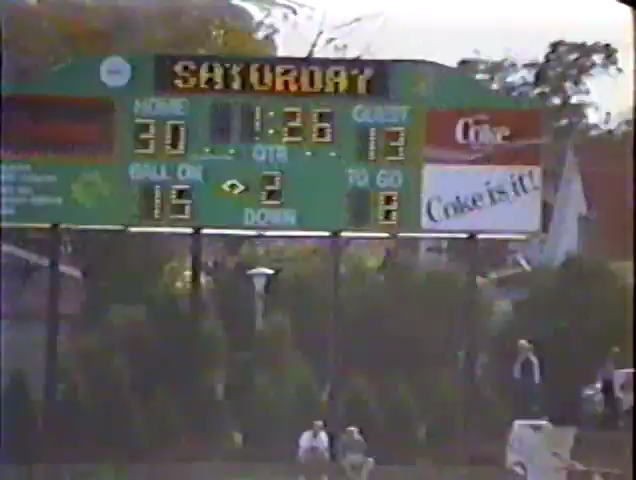 SATURDAY
HOME 1:26 GUEST
30 13
QTR
BALL ON 2 TO GO
15 DOWN 8
Coke
Coke is it!